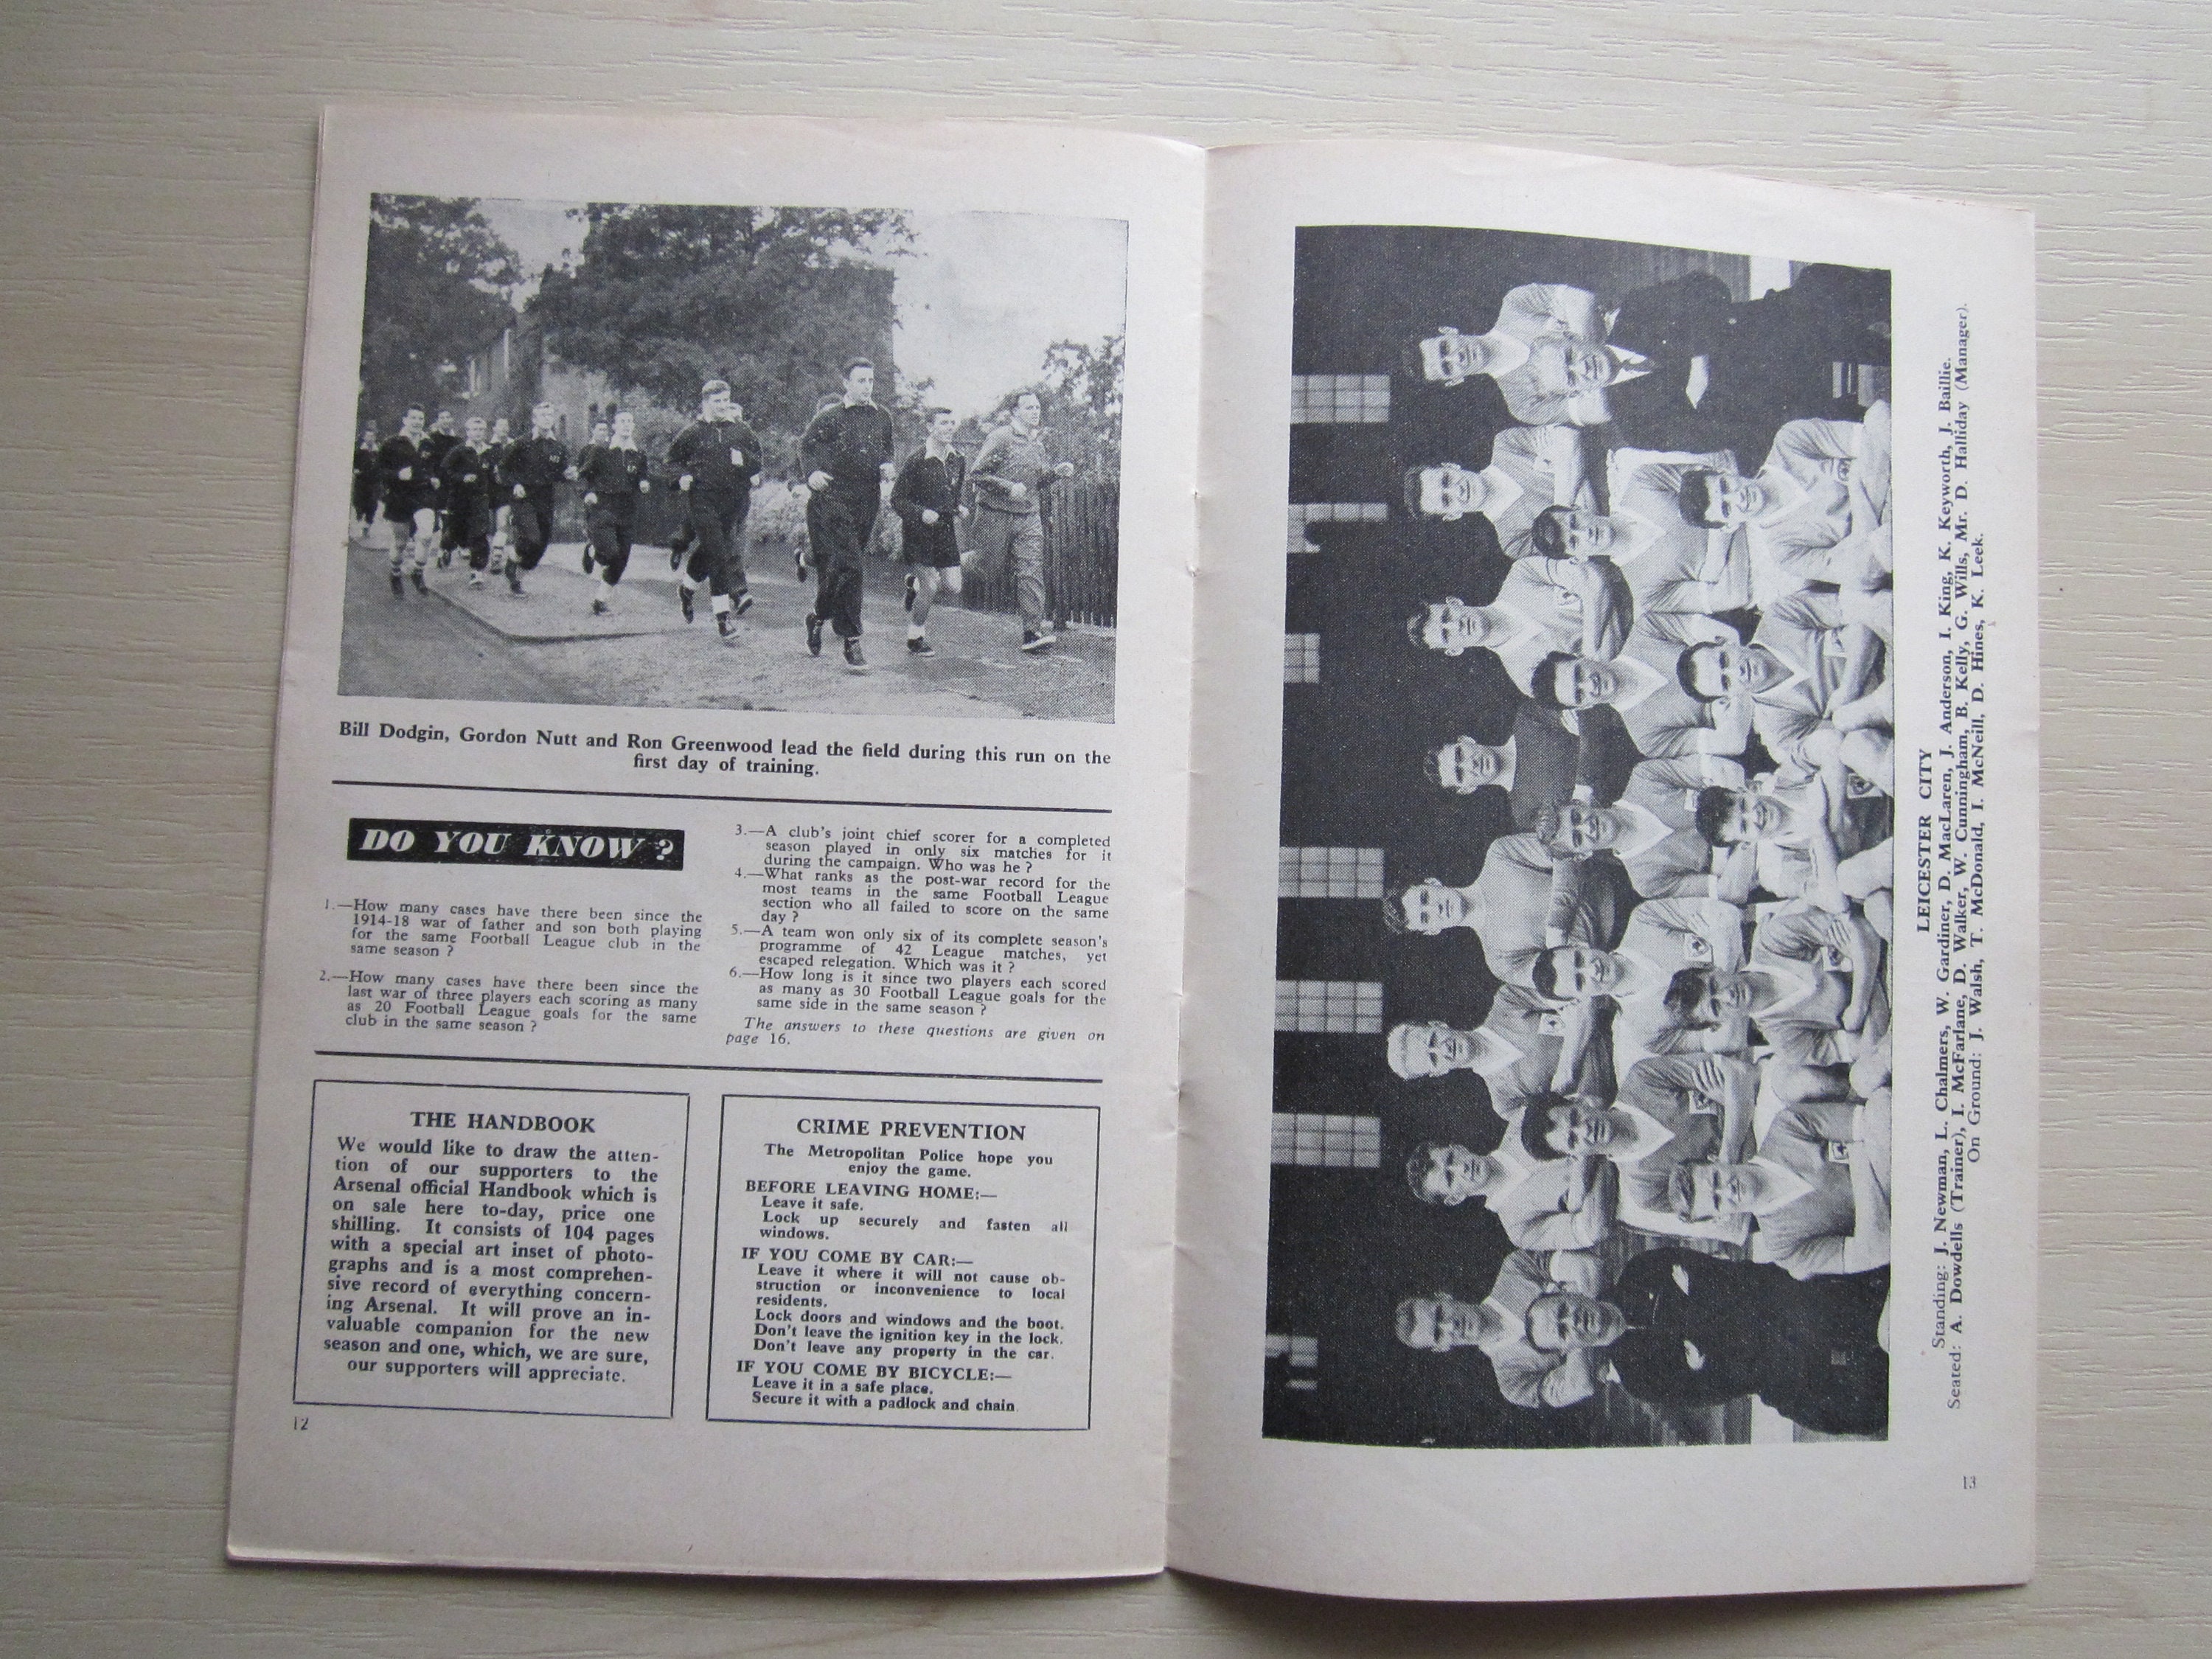 Bill Dodgin, Gordon Nutt and Ron Greenwood lead the field during this run on the
first day of training.
DO YOU KNOW ?
1.—How many cases have there been since the
1914-18 war of father and son both playing
for the same Football League club in the
same season ?
2.—How many cases have there been since the
last war of three players each scoring as many
as 20 Football League goals for the same
club in the same season ?
3.—A club's joint chief scorer for a completed
season played in only six matches for it
during the campaign. Who was he ?
4.—What ranks as the post-war record for the
most teams in the same Football League
section who all failed to score on the same
day ?
5.—A team won only six of its complete season's
programme of 42 League matches, yet
escaped relegation. Which was it ?
6.—How long is it since two players each scored
as many as 30 Football League goals for the
same side in the same season ?
The answers to these questions are given on
page 16.
THE HANDBOOK
We would like to draw the atten-
tion of our supporters to the
Arsenal official Handbook which is
on sale here to-day, price one
shilling. It consists of 104 pages
with a special art inset of photo-
graphs and is a most comprehen-
sive record of everything concern-
ing Arsenal. It will prove an in-
valuable companion for the new
season and one, which, we are sure,
our supporters will appreciate.
CRIME PREVENTION
The Metropolitan Police hope you
enjoy the game.
BEFORE LEAVING HOME:—
Leave it safe.
Lock up securely and fasten all
windows.
IF YOU COME BY CAR:—
Leave it where it will not cause ob-
struction or inconvenience to local
residents.
Lock doors and windows and the boot.
Don't leave the ignition key in the lock.
Don't leave any property in the car.
IF YOU COME BY BICYCLE:—
Leave it in a safe place.
Secure it with a padlock and chain
12
LEICESTER CITY
Standing: J. Newman, L. Chalmers, W. Gardiner, D. MacLaren, J. Anderson, I. King, K. Keyworth, J. Baillie.
Seated: A. Dowdells (Trainer), I. McFarlane, D. Walker, W. Cunningham, B. Kelly, G. Wills, Mr. D. Halliday (Manager).
On Ground: J. Walsh, T. McDonald, I. McNeill, D. Hines, K. Leek.
13